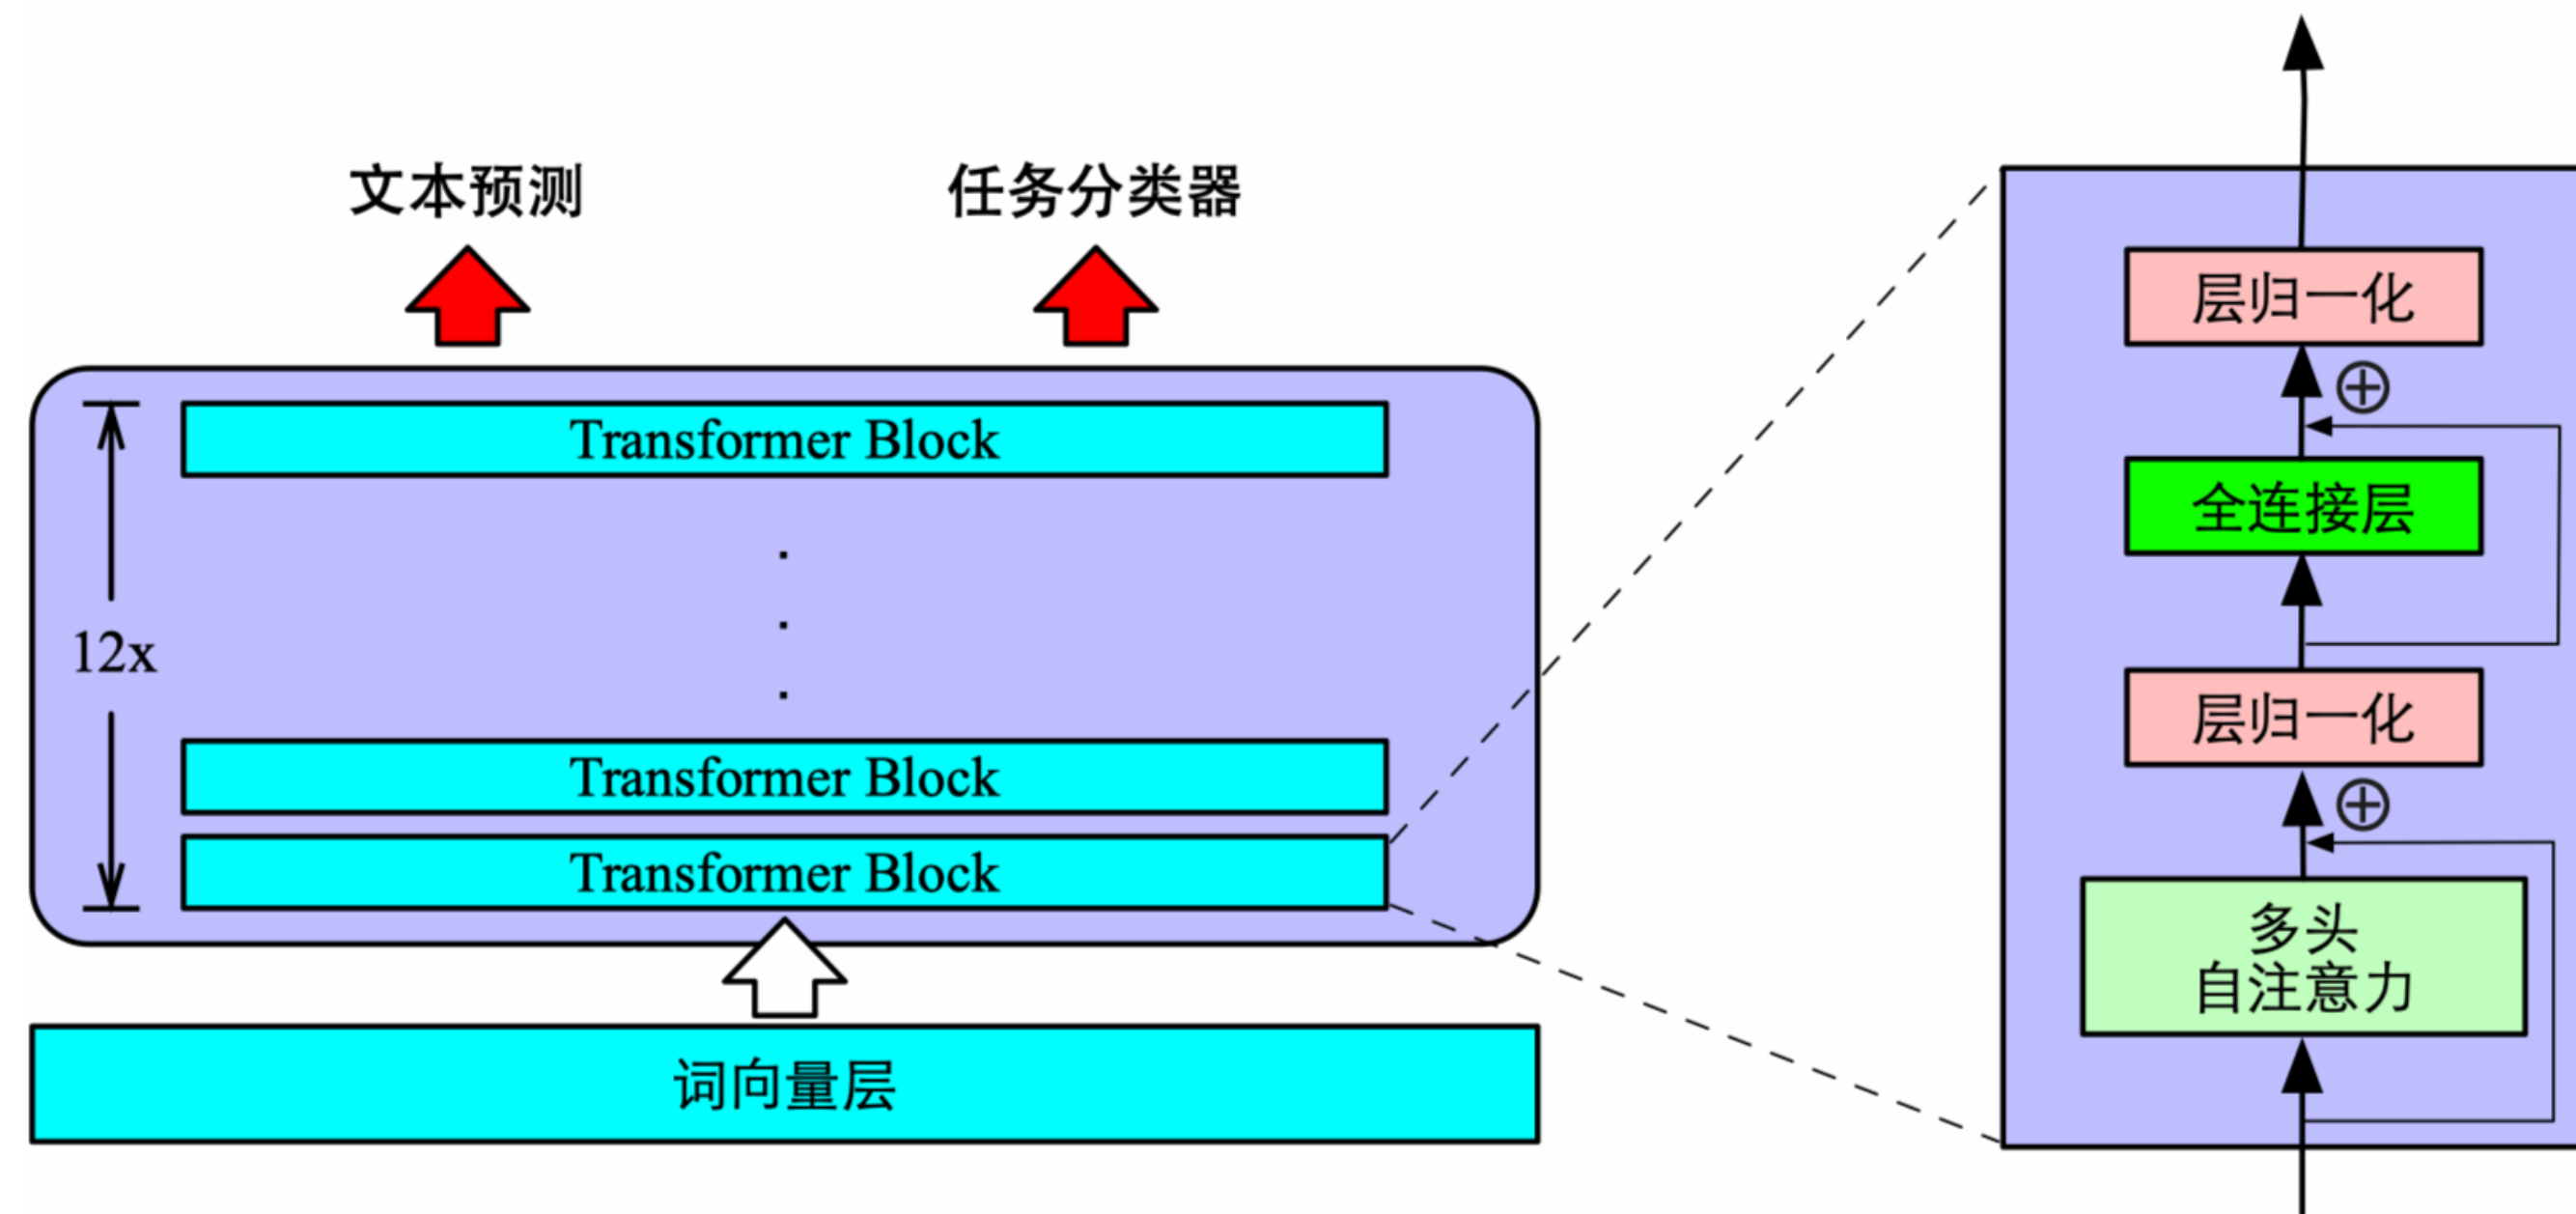 文本预测
任务分类器
Transformer Block
12x
Transformer Block
Transformer Block
词向量层
层归一化
全连接层
层归一化
多头
自注意力